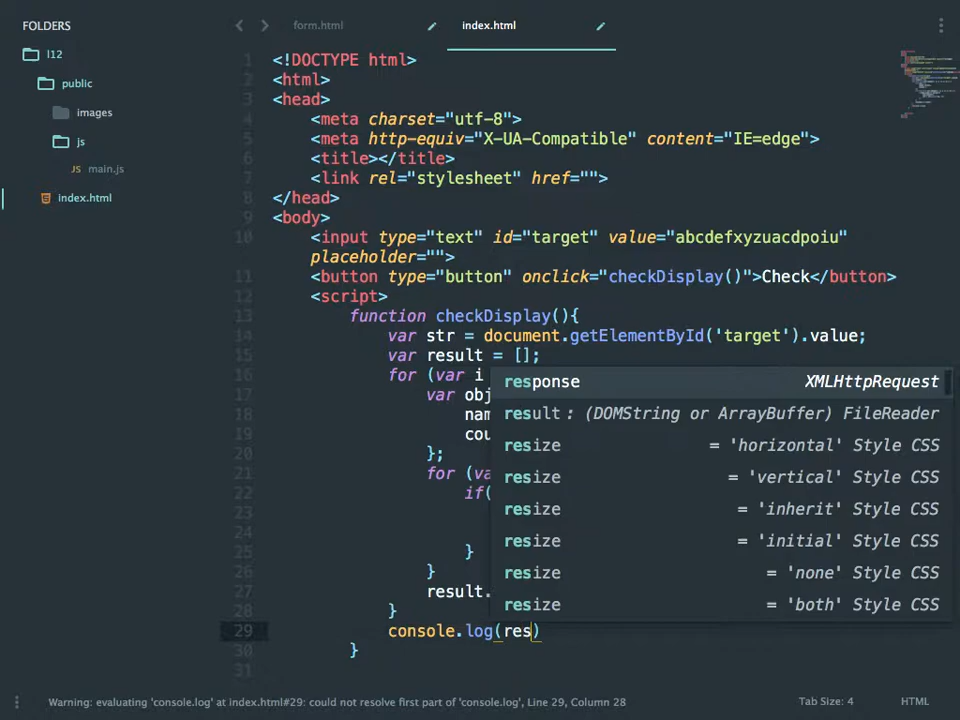 FOLDERS
l12
public
images
js
JS main.js
index.html
form.html
index.html
1 <!DOCTYPE html>
2 <html>
3 <head>
4 <meta charset="utf-8">
5 <meta http-equiv="X-UA-Compatible" content="IE=edge">
6 <title></title>
7 <link rel="stylesheet" href="">
8 </head>
9 <body>
10 <input type="text" id="target" value="abcdefxyzuacdpoiu"
placeholder="">
11 <button type="button" onclick="checkDisplay()">Check</button>
12 <script>
13 function checkDisplay(){
14 var str = document.getElementById('target').value;
15 var result = [];
16 for (var i
17 var obj
18 nam
19 cou
20 };
21 for (va
22 if(
23
24
25 }
26 }
27 result.
28 }
29 console.log(res)
30 }
31
response XMLHttpRequest
result : (DOMString or ArrayBuffer) FileReader
resize = 'horizontal' Style CSS
resize = 'vertical' Style CSS
resize = 'inherit' Style CSS
resize = 'initial' Style CSS
resize = 'none' Style CSS
resize = 'both' Style CSS
Warning: evaluating 'console.log' at index.html#29: could not resolve first part of 'console.log', Line 29, Column 28
Tab Size: 4
HTML